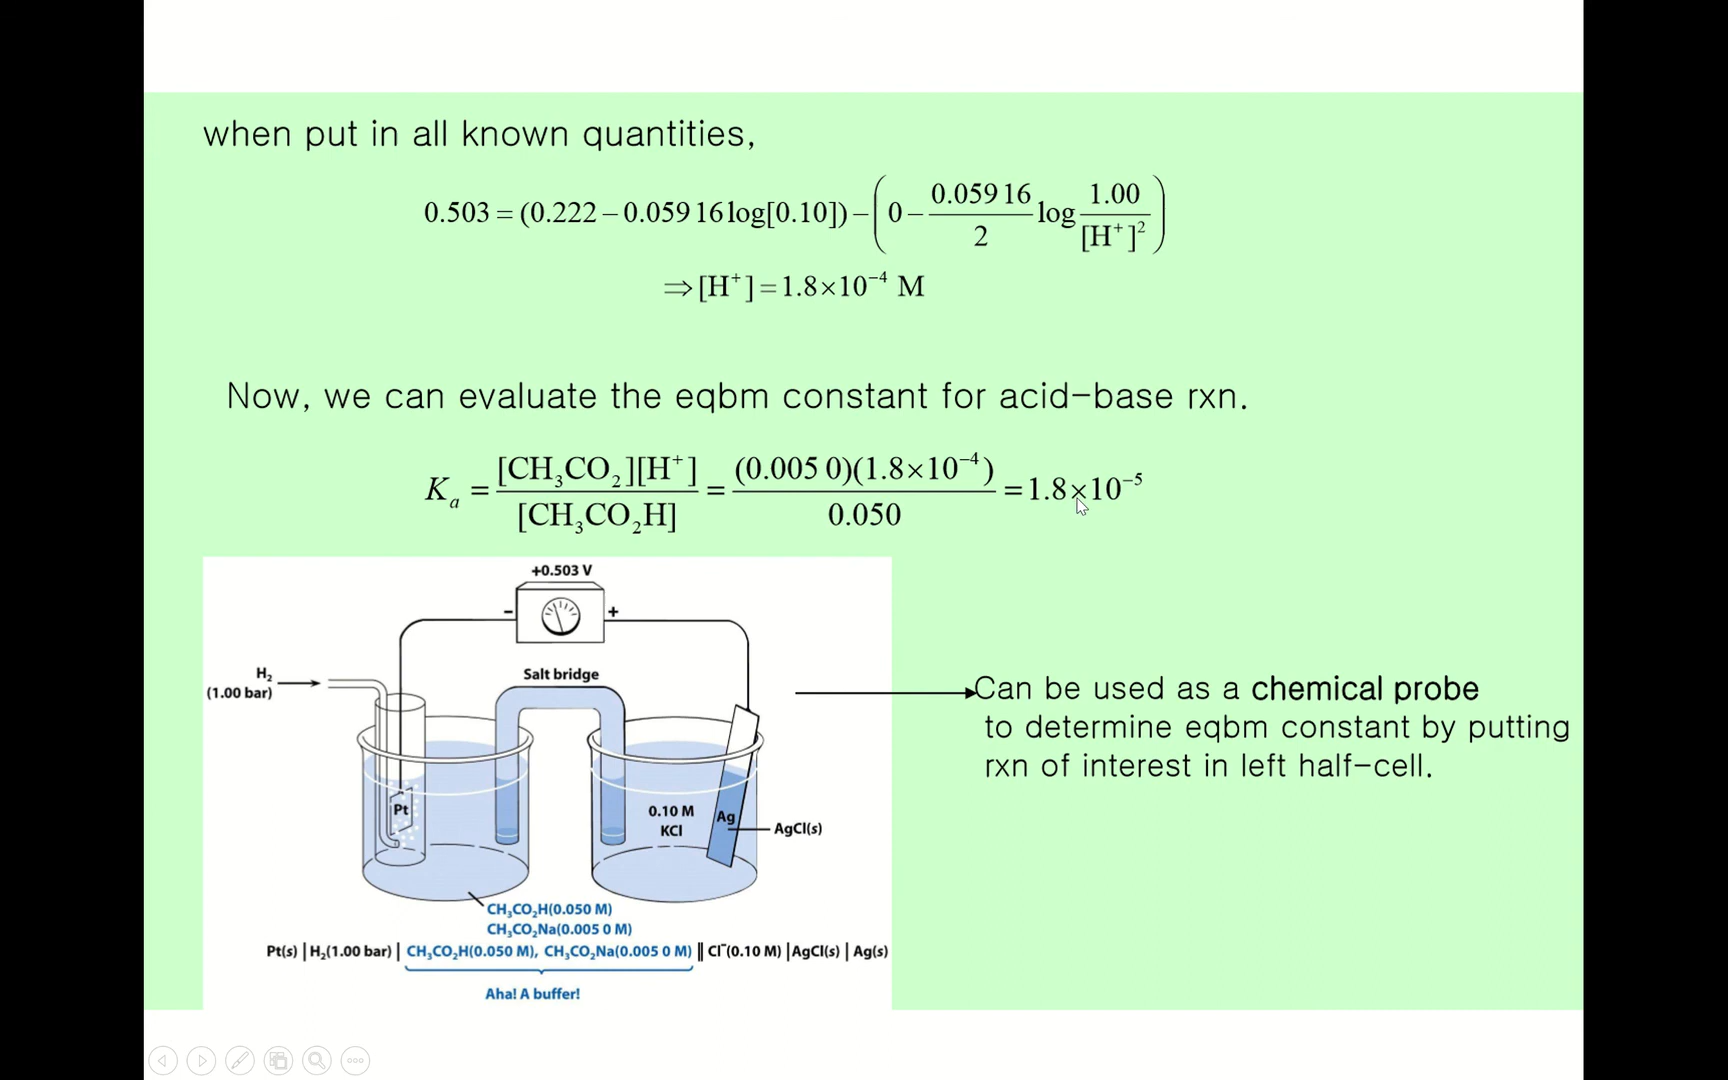 when put in all known quantities,
0.503 = (0.222 − 0.059 16 log[0.10]) − (0 − 0.059 16/2 log 1.00/[H⁺]²)
⇒ [H⁺] = 1.8×10⁻⁴ M
Now, we can evaluate the eqbm constant for acid-base rxn.
Kₐ = [CH₃CO₂][H⁺]/[CH₃CO₂H] = (0.005 0)(1.8×10⁻⁴)/0.050 = 1.8×10⁻⁵
+0.503 V
− +
Salt bridge
H₂
(1.00 bar)
Pt
0.10 M
KCl
Ag
AgCl(s)
CH₃CO₂H(0.050 M)
CH₃CO₂Na(0.005 0 M)
Pt(s) | H₂(1.00 bar) | CH₃CO₂H(0.050 M), CH₃CO₂Na(0.005 0 M) || Cl⁻(0.10 M) | AgCl(s) | Ag(s)
Aha! A buffer!
Can be used as a chemical probe
to determine eqbm constant by putting
rxn of interest in left half-cell.